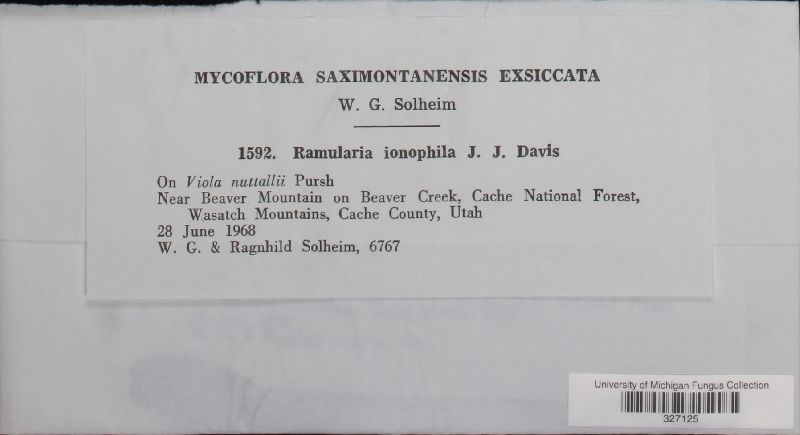 MYCOFLORA SAXIMONTANENSIS EXSICCATA
W. G. Solheim
1592. Ramularia ionophila J. J. Davis
On Viola nuttallii Pursh
Near Beaver Mountain on Beaver Creek, Cache National Forest,
Wasatch Mountains, Cache County, Utah
28 June 1968
W. G. & Ragnhild Solheim, 6767
University of Michigan Fungus Collection
327125